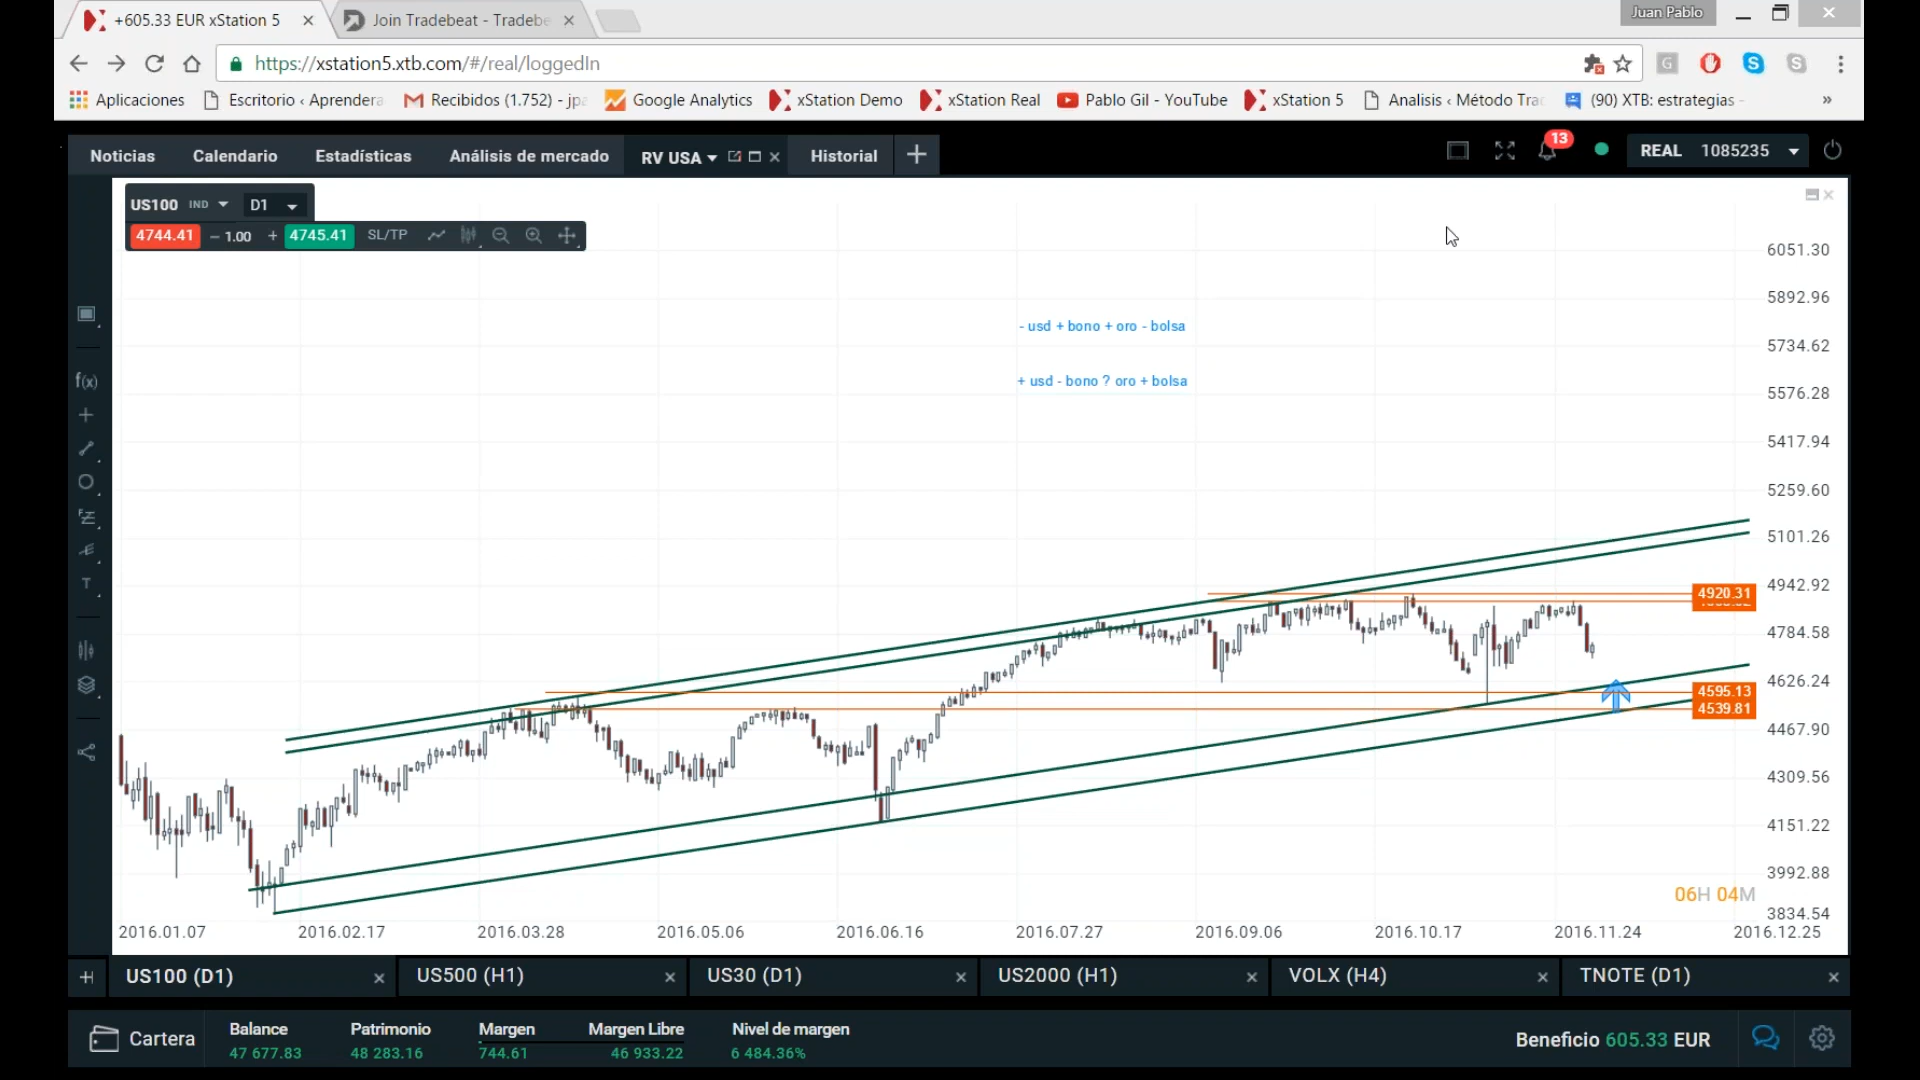 Juan Pablo
+605.33 EUR xStation 5
Join Tradebeat - Tradebe
https://xstation5.xtb.com/#/real/loggedIn
Aplicaciones
Escritorio ‹ Aprendera
Recibidos (1.752) - jpa
Google Analytics
xStation Demo
xStation Real
Pablo Gil - YouTube
xStation 5
Analisis ‹ Método Trac
(90) XTB: estrategias -
»
Noticias
Calendario
Estadísticas
Análisis de mercado
RV USA
Historial
13
REAL 1085235
US100 IND
D1
4744.41
1.00
4745.41
SL/TP
f(x)
T
- usd + bono + oro - bolsa
+ usd - bono ? oro + bolsa
6051.30
5892.96
5734.62
5576.28
5417.94
5259.60
5101.26
4942.92
4920.31
4784.58
4626.24
4595.13
4539.81
4467.90
4309.56
4151.22
3992.88
06H 04M
3834.54
2016.01.07
2016.02.17
2016.03.28
2016.05.06
2016.06.16
2016.07.27
2016.09.06
2016.10.17
2016.11.24
2016.12.25
US100 (D1)
US500 (H1)
US30 (D1)
US2000 (H1)
VOLX (H4)
TNOTE (D1)
Cartera
Balance
47 677.83
Patrimonio
48 283.16
Margen
744.61
Margen Libre
46 933.22
Nivel de margen
6 484.36%
Beneficio 605.33 EUR